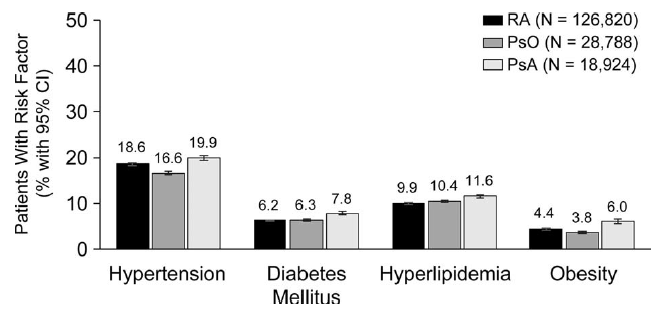 Patients With Risk Factor
(% with 95% CI)
50
40
30
20
10
0
RA (N = 126,820)
PsO (N = 28,788)
PsA (N = 18,924)
18.6
16.6
19.9
6.2
6.3
7.8
9.9
10.4
11.6
4.4
3.8
6.0
Hypertension
Diabetes
Mellitus
Hyperlipidemia
Obesity